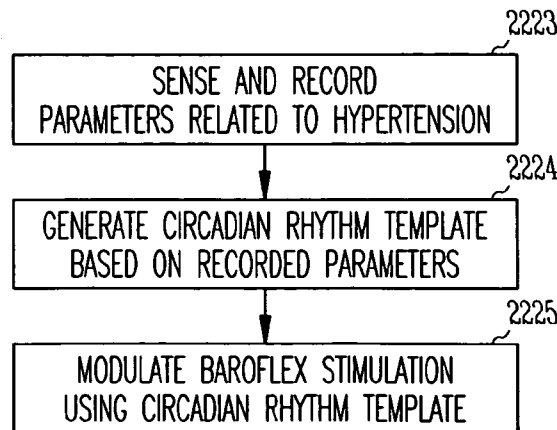 2223
SENSE AND RECORD
PARAMETERS RELATED TO HYPERTENSION
2224
GENERATE CIRCADIAN RHYTHM TEMPLATE
BASED ON RECORDED PARAMETERS
2225
MODULATE BAROFLEX STIMULATION
USING CIRCADIAN RHYTHM TEMPLATE